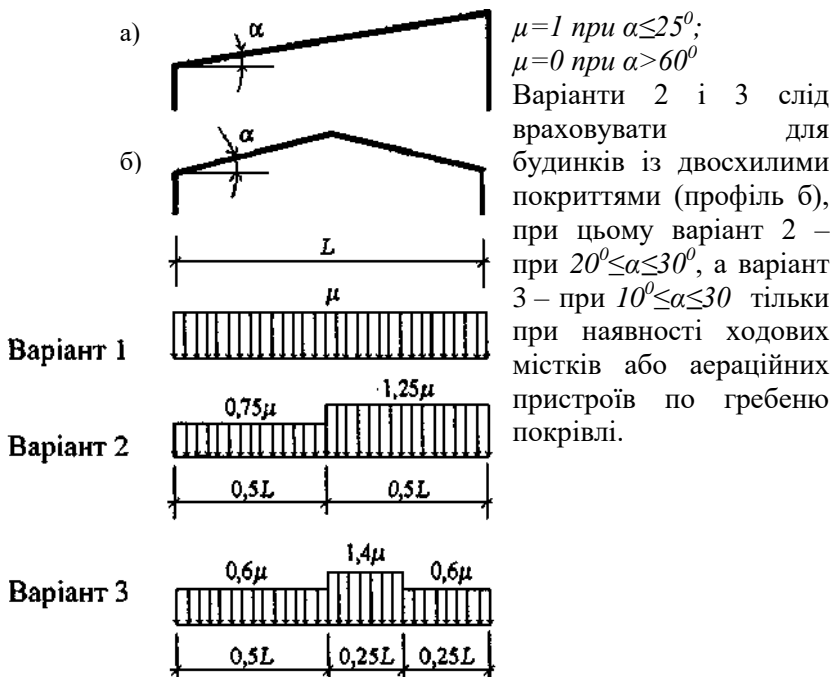 а)
α
б)
α
L
μ
Варіант 1
0,75μ
1,25μ
Варіант 2
0,5L
0,5L
1,4μ
0,6μ
0,6μ
Варіант 3
0,5L
0,25L
0,25L
μ=1 при α≤25⁰;
μ=0 при α>60⁰
Варіанти 2 і 3 слід
враховувати для
будинків із двосхилими
покриттями (профіль б),
при цьому варіант 2 –
при 20⁰≤α≤30⁰, а варіант
3 – при 10⁰≤α≤30 тільки
при наявності ходових
містків або аераційних
пристроїв по гребеню
покрівлі.